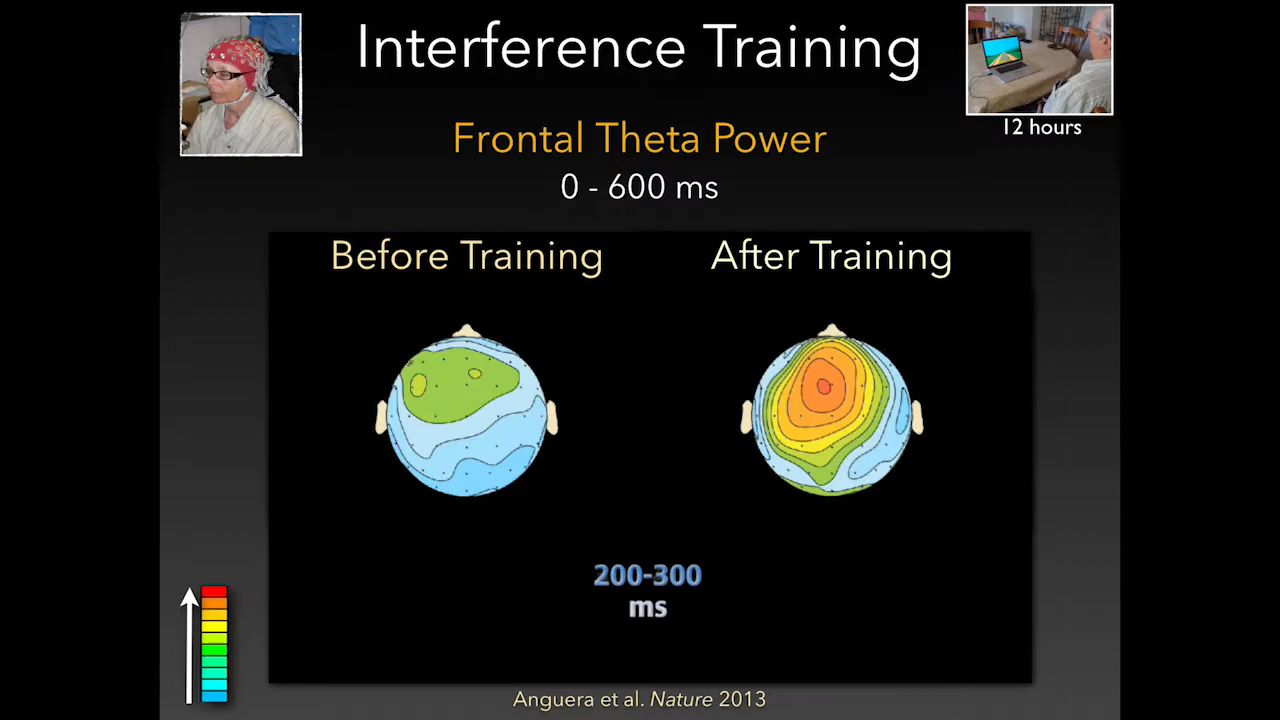 Interference Training
12 hours
Frontal Theta Power
0 - 600 ms
Before Training
After Training
200-300
ms
Anguera et al. Nature 2013